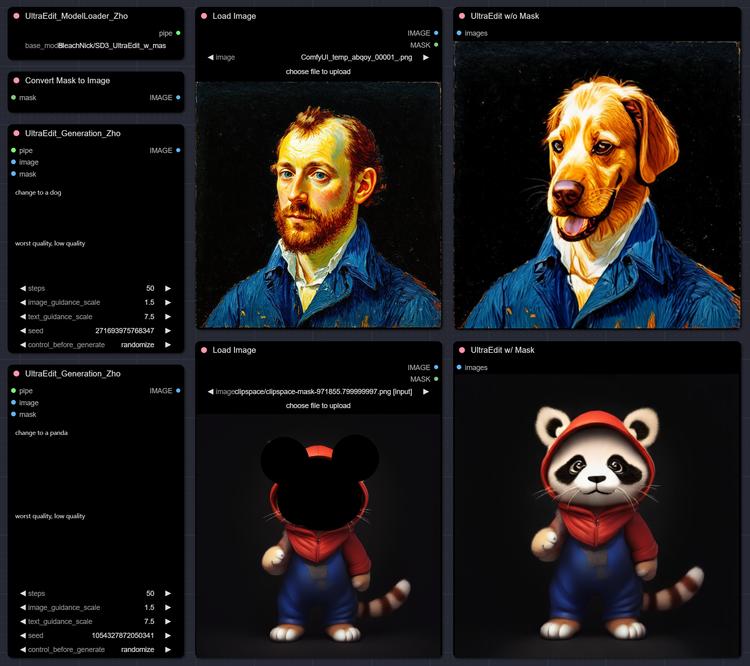 UltraEdit_ModelLoader_Zho
pipe
BleachNick/SD3_UltraEdit_w_mas
Convert Mask to Image
mask IMAGE
UltraEdit_Generation_Zho
pipe IMAGE
image
mask
change to a dog
worst quality, low quality
steps 50
image_guidance_scale 1.5
text_guidance_scale 7.5
seed 271693975768347
control_before_generate randomize
UltraEdit_Generation_Zho
pipe IMAGE
image
mask
change to a panda
worst quality, low quality
steps 50
image_guidance_scale 1.5
text_guidance_scale 7.5
seed 1054327872050341
control_before_generate randomize
Load Image
IMAGE
MASK
image ComfyUI_temp_abqoy_00001_.png
choose file to upload
Load Image
IMAGE
MASK
image clipspace/clipspace-mask-971855.799999997.png [input]
choose file to upload
UltraEdit w/o Mask
images
UltraEdit w/ Mask
images